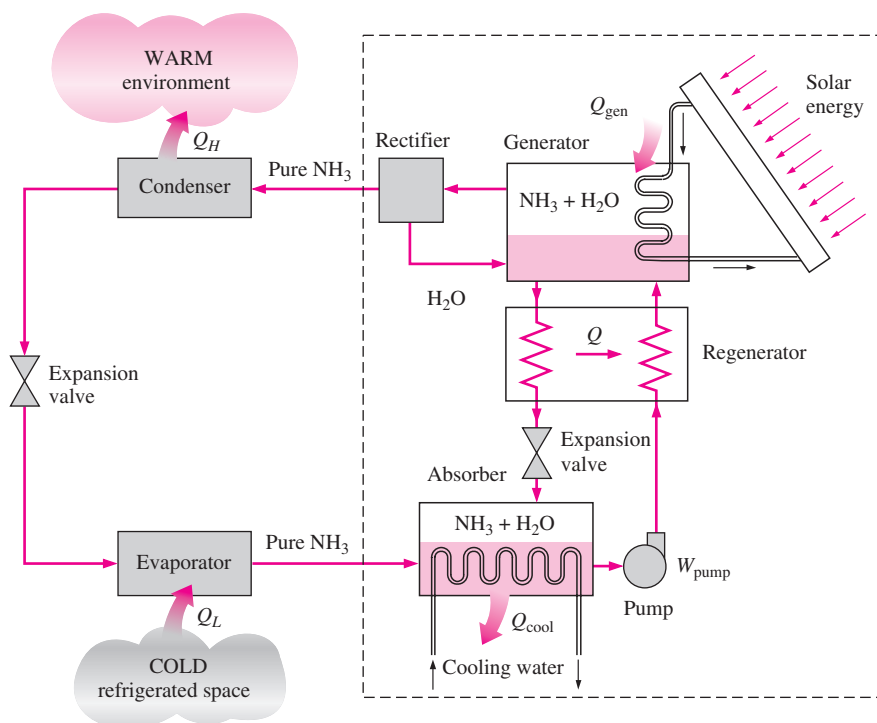 WARM
environment
Solar
energy
Q_gen
Q_H
Rectifier
Generator
Pure NH₃
Condenser
NH₃ + H₂O
H₂O
Q
Regenerator
Expansion
valve
Expansion
valve
Absorber
NH₃ + H₂O
Pure NH₃
Evaporator
W_pump
Pump
Q_L
Q_cool
Cooling water
COLD
refrigerated space